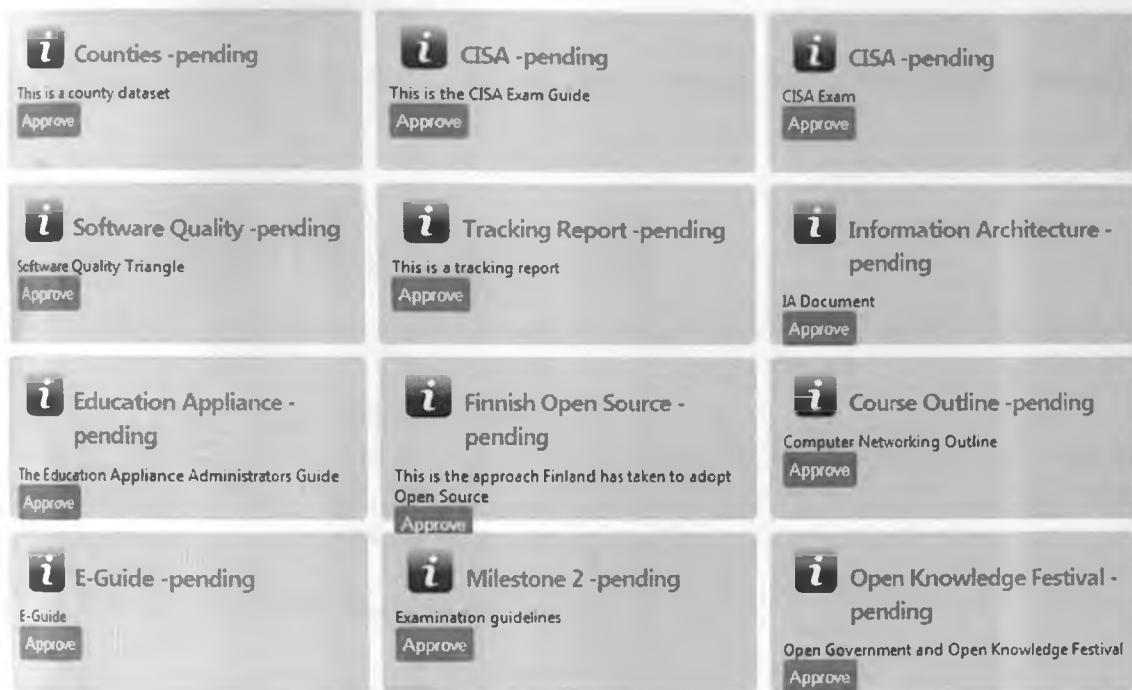 Counties -pending
This is a county dataset
Approve
CISA -pending
This is the CISA Exam Guide
Approve
CISA -pending
CISA Exam
Approve
Software Quality -pending
Software Quality Triangle
Approve
Tracking Report -pending
This is a tracking report
Approve
Information Architecture -
pending
IA Document
Approve
Education Appliance -
pending
The Education Appliance Administrators Guide
Approve
Finnish Open Source -
pending
This is the approach Finland has taken to adopt
Open Source
Approve
Course Outline -pending
Computer Networking Outline
Approve
E-Guide -pending
E-Guide
Approve
Milestone 2 -pending
Examination guidelines
Approve
Open Knowledge Festival -
pending
Open Government and Open Knowledge Festival
Approve